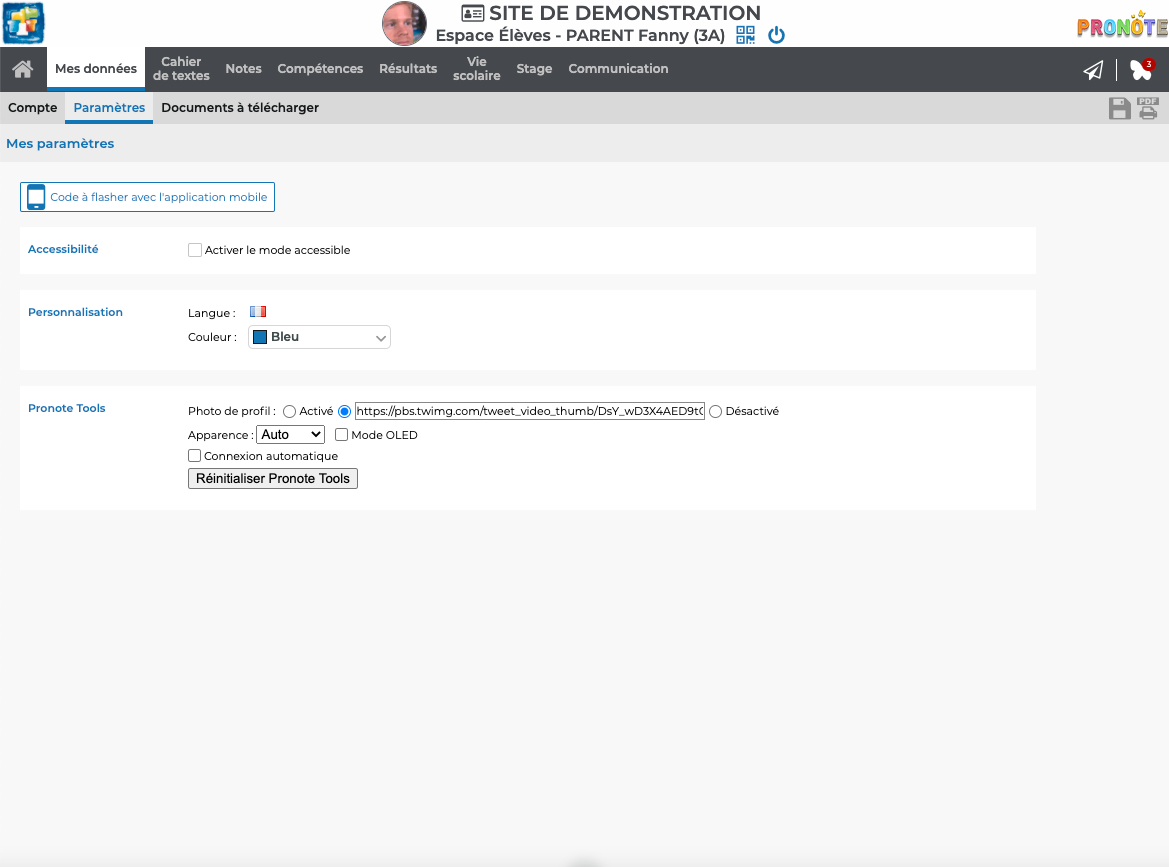 SITE DE DEMONSTRATION
Espace Élèves - PARENT Fanny (3A)
PRONOTE
Mes données
Cahier
de textes
Notes
Compétences
Résultats
Vie
scolaire
Stage
Communication
3
Compte
Paramètres
Documents à télécharger
PDF
Mes paramètres
Code à flasher avec l'application mobile
Accessibilité
Activer le mode accessible
Personnalisation
Langue :
Couleur :
Bleu
Pronote Tools
Photo de profil :
Activé
https://pbs.twimg.com/tweet_video_thumb/DsY_wD3X4AED9t
Désactivé
Apparence :
Auto
Mode OLED
Connexion automatique
Réinitialiser Pronote Tools